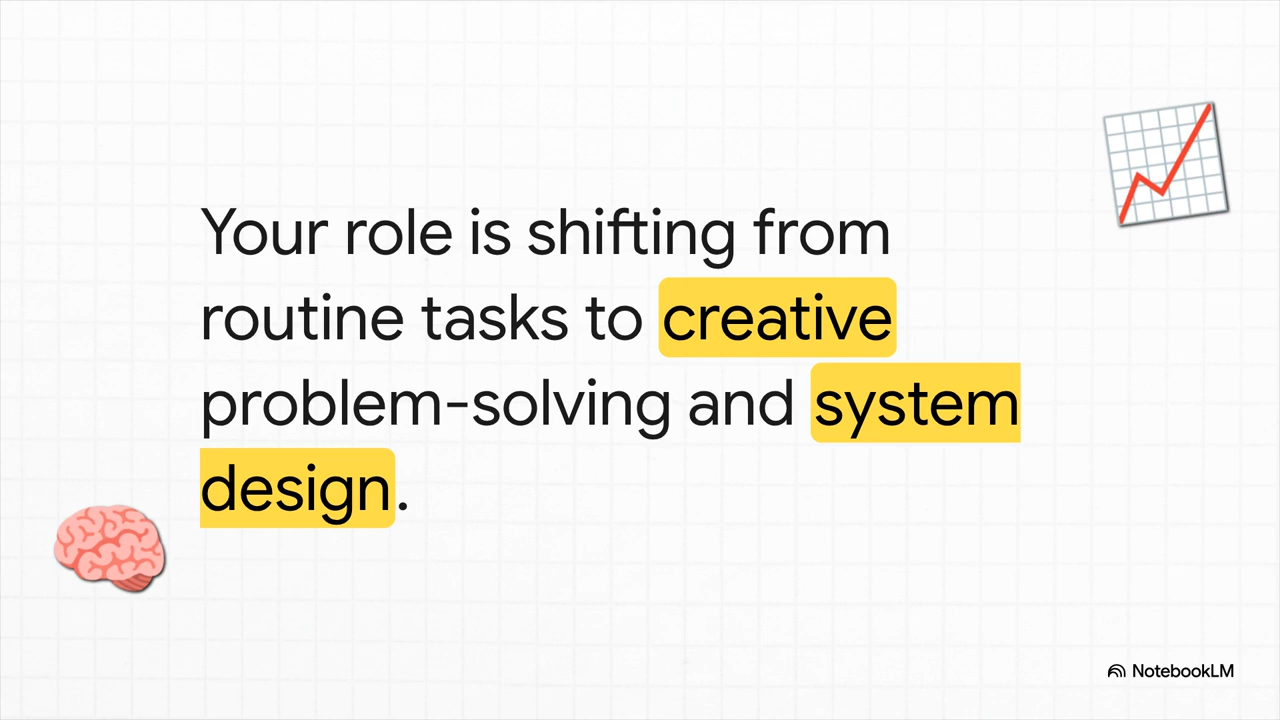 Your role is shifting from
routine tasks to creative
problem-solving and system
design.
NotebookLM